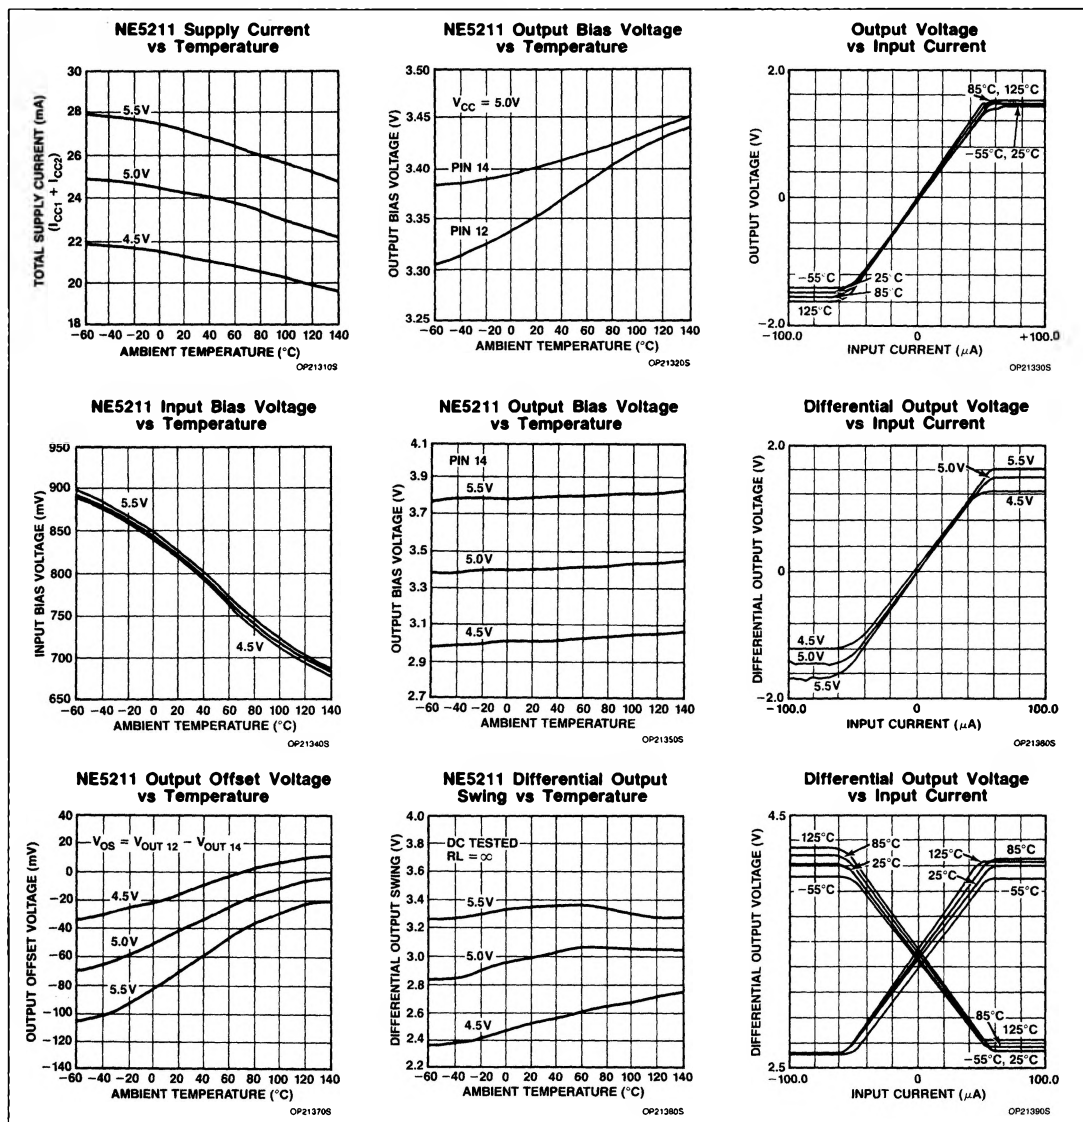 NE5211 Supply Current
vs Temperature
TOTAL SUPPLY CURRENT (mA)
(ICC1 + ICC2)
30
28
26
24
22
20
18
5.5V
5.0V
4.5V
−60 −40 −20 0 20 40 60 80 100 120 140
AMBIENT TEMPERATURE (°C)
OP21310S
NE5211 Output Bias Voltage
vs Temperature
OUTPUT BIAS VOLTAGE (V)
3.50
3.45
3.40
3.35
3.30
3.25
VCC = 5.0V
PIN 14
PIN 12
−60 −40 −20 0 20 40 60 80 100 120 140
AMBIENT TEMPERATURE (°C)
OP21320S
Output Voltage
vs Input Current
OUTPUT VOLTAGE (V)
2.0
0
−2.0
85°C, 125°C
−55°C, 25°C
−55°C
25°C
85°C
125°C
−100.0 0 +100.0
INPUT CURRENT (μA)
OP21330S
NE5211 Input Bias Voltage
vs Temperature
INPUT BIAS VOLTAGE (mV)
950
900
850
800
750
700
650
5.5V
4.5V
−60 −40 −20 0 20 40 60 80 100 120 140
AMBIENT TEMPERATURE (°C)
OP21340S
NE5211 Output Bias Voltage
vs Temperature
OUTPUT BIAS VOLTAGE (V)
4.1
3.9
3.7
3.5
3.3
3.1
2.9
2.7
PIN 14
5.5V
5.0V
4.5V
−60 −40 −20 0 20 40 60 80 100 120 140
AMBIENT TEMPERATURE
OP21350S
Differential Output Voltage
vs Input Current
DIFFERENTIAL OUTPUT VOLTAGE (V)
2.0
0
−2.0
5.0V
5.5V
4.5V
4.5V
5.0V
5.5V
−100.0 0 100.0
INPUT CURRENT (μA)
OP21360S
NE5211 Output Offset Voltage
vs Temperature
OUTPUT OFFSET VOLTAGE (mV)
40
20
0
−20
−40
−60
−80
−100
−120
−140
VOS = VOUT 12 − VOUT 14
4.5V
5.0V
5.5V
−60 −40 −20 0 20 40 60 80 100 120 140
AMBIENT TEMPERATURE (°C)
OP21370S
NE5211 Differential Output
Swing vs Temperature
DIFFERENTIAL OUTPUT SWING (V)
4.0
3.8
3.6
3.4
3.2
3.0
2.8
2.6
2.4
2.2
DC TESTED
RL = ∞
5.5V
5.0V
4.5V
−60 −40 −20 0 20 40 60 80 100 120 140
AMBIENT TEMPERATURE (°C)
OP21380S
Differential Output Voltage
vs Input Current
DIFFERENTIAL OUTPUT VOLTAGE (V)
4.5
2.5
125°C
85°C
25°C
−55°C
125°C
85°C
25°C
−55°C
85°C
125°C
−55°C, 25°C
−100.0 0 100.0
INPUT CURRENT (μA)
OP21390S